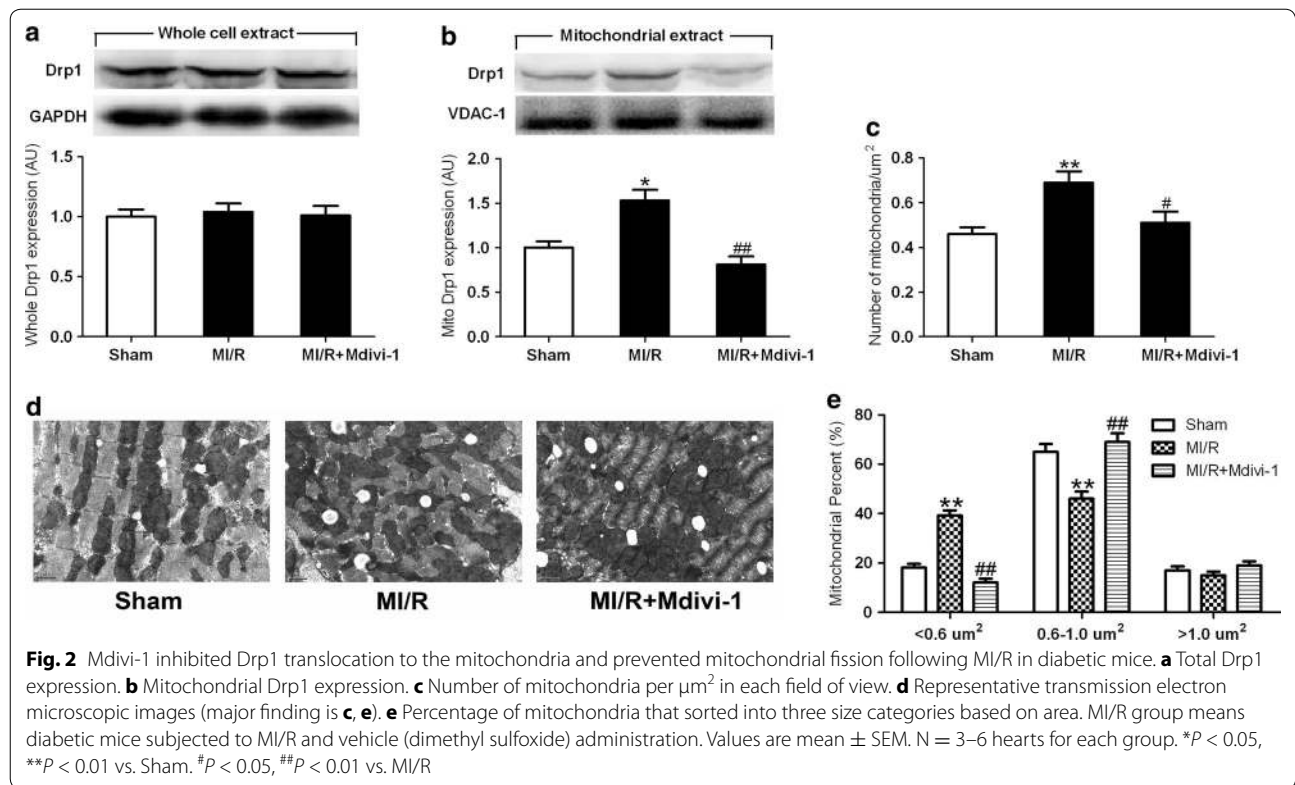 a
Whole cell extract
Drp1
GAPDH
Whole Drp1 expression (AU)
1.5
1.0
0.5
0.0
Sham MI/R MI/R+Mdivi-1
b
Mitochondrial extract
Drp1
VDAC-1
Mito Drp1 expression (AU)
2.0
1.5
1.0
0.5
0.0
*
##
Sham MI/R MI/R+Mdivi-1
c
Number of mitochondria/um²
0.8
0.6
0.4
0.2
0.0
**
#
Sham MI/R MI/R+Mdivi-1
d
Sham MI/R MI/R+Mdivi-1
e
Mitochondrial Percent (%)
80
60
40
20
0
**
##
**
##
Sham
MI/R
MI/R+Mdivi-1
<0.6 um² 0.6-1.0 um² >1.0 um²
Fig. 2 Mdivi-1 inhibited Drp1 translocation to the mitochondria and prevented mitochondrial fission following MI/R in diabetic mice. a Total Drp1
expression. b Mitochondrial Drp1 expression. c Number of mitochondria per μm² in each field of view. d Representative transmission electron
microscopic images (major finding is c, e). e Percentage of mitochondria that sorted into three size categories based on area. MI/R group means
diabetic mice subjected to MI/R and vehicle (dimethyl sulfoxide) administration. Values are mean ± SEM. N = 3–6 hearts for each group. *P < 0.05,
**P < 0.01 vs. Sham. #P < 0.05, ##P < 0.01 vs. MI/R